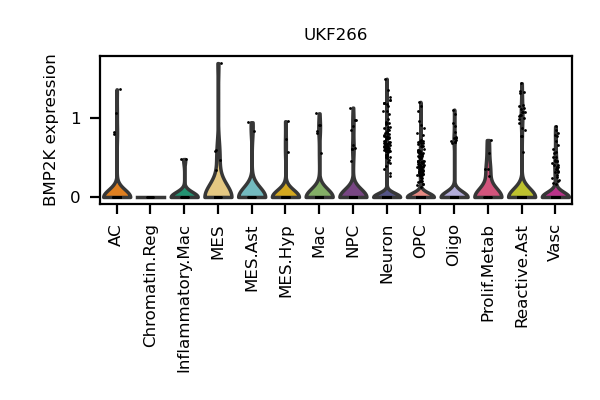 UKF266
BMP2K expression
1
0
AC
Chromatin.Reg
Inflammatory.Mac
MES
MES.Ast
MES.Hyp
Mac
NPC
Neuron
OPC
Oligo
Prolif.Metab
Reactive.Ast
Vasc